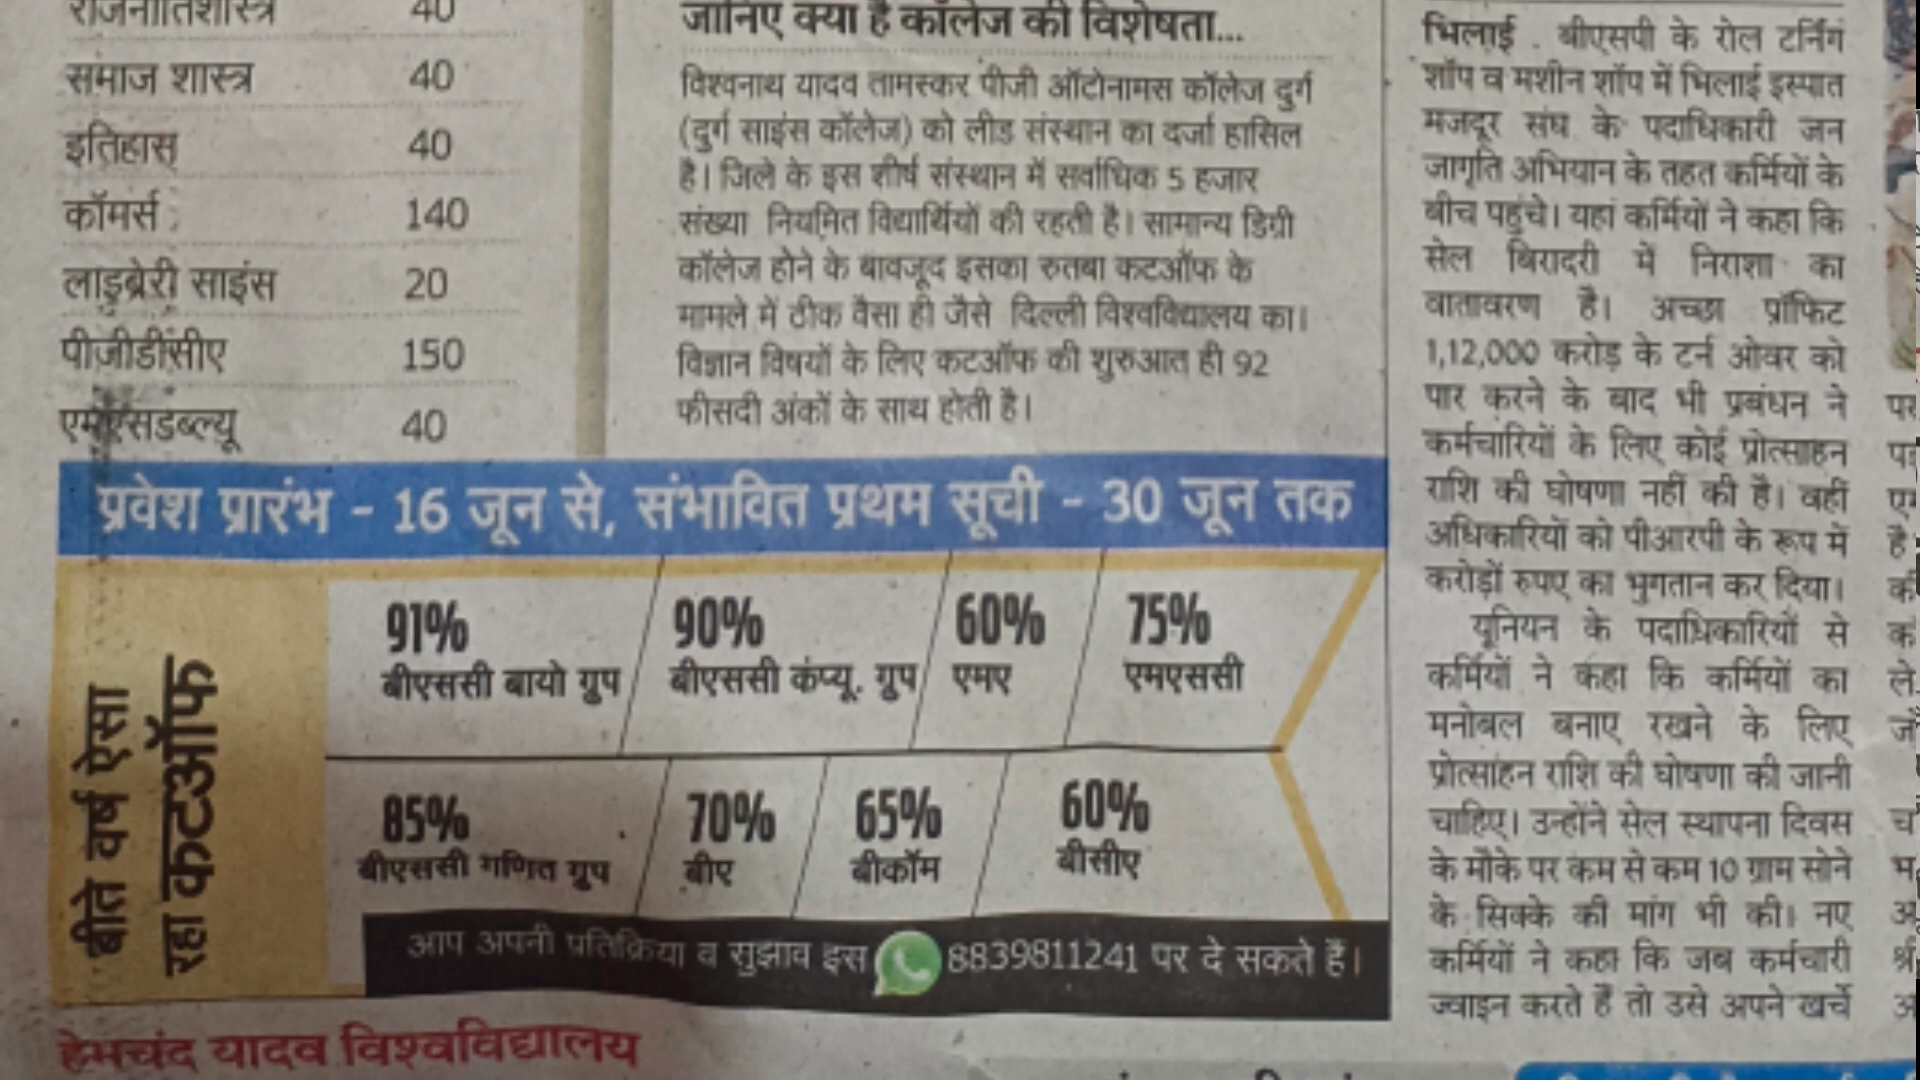 राजनीतिशास्त्र 40
समाज शास्त्र 40
इतिहास 40
कॉमर्स 140
लाइब्रेरी साइंस 20
पीजीडीसीए 150
एमएसडब्ल्यू 40
जानिए क्या है कॉलेज की विशेषता...
विश्वनाथ यादव तामस्कर पीजी ऑटोनामस कॉलेज दुर्ग
(दुर्ग साइंस कॉलेज) को लीड संस्थान का दर्जा हासिल
है। जिले के इस शीर्ष संस्थान में सर्वाधिक 5 हजार
संख्या नियमित विद्यार्थियों की रहती है। सामान्य डिग्री
कॉलेज होने के बावजूद इसका रुतबा कटऑफ के
मामले में ठीक वैसा ही जैसे दिल्ली विश्वविद्यालय का।
विज्ञान विषयों के लिए कटऑफ की शुरुआत ही 92
फीसदी अंकों के साथ होती है।
प्रवेश प्रारंभ - 16 जून से, संभावित प्रथम सूची - 30 जून तक
बीते वर्ष ऐसा
रहा कटऑफ
91% 90% 60% 75%
बीएससी बायो ग्रुप बीएससी कंप्यू. ग्रुप एमए एमएससी
85% 70% 65% 60%
बीएससी गणित ग्रुप बीए बीकॉम बीसीए
आप अपनी प्रतिक्रिया व सुझाव इस 8839811241 पर दे सकते हैं।
हेमचंद यादव विश्वविद्यालय
भिलाई . बीएसपी के रोल टर्निंग
शॉप व मशीन शॉप में भिलाई इस्पात
मजदूर संघ के पदाधिकारी जन
जागृति अभियान के तहत कर्मियों के
बीच पहुंचे। यहां कर्मियों ने कहा कि
सेल बिरादरी में निराशा का
वातावरण है। अच्छा प्रॉफिट
1,12,000 करोड़ के टर्न ओवर को
पार करने के बाद भी प्रबंधन ने
कर्मचारियों के लिए कोई प्रोत्साहन
राशि की घोषणा नहीं की है। वहीं
अधिकारियों को पीआरपी के रूप में
करोड़ों रुपए का भुगतान कर दिया।
यूनियन के पदाधिकारियों से
कर्मियों ने कहा कि कर्मियों का
मनोबल बनाए रखने के लिए
प्रोत्साहन राशि की घोषणा की जानी
चाहिए। उन्होंने सेल स्थापना दिवस
के मौके पर कम से कम 10 ग्राम सोने
के सिक्के की मांग भी की। नए
कर्मियों ने कहा कि जब कर्मचारी
ज्वाइन करते हैं तो उसे अपने खर्चे